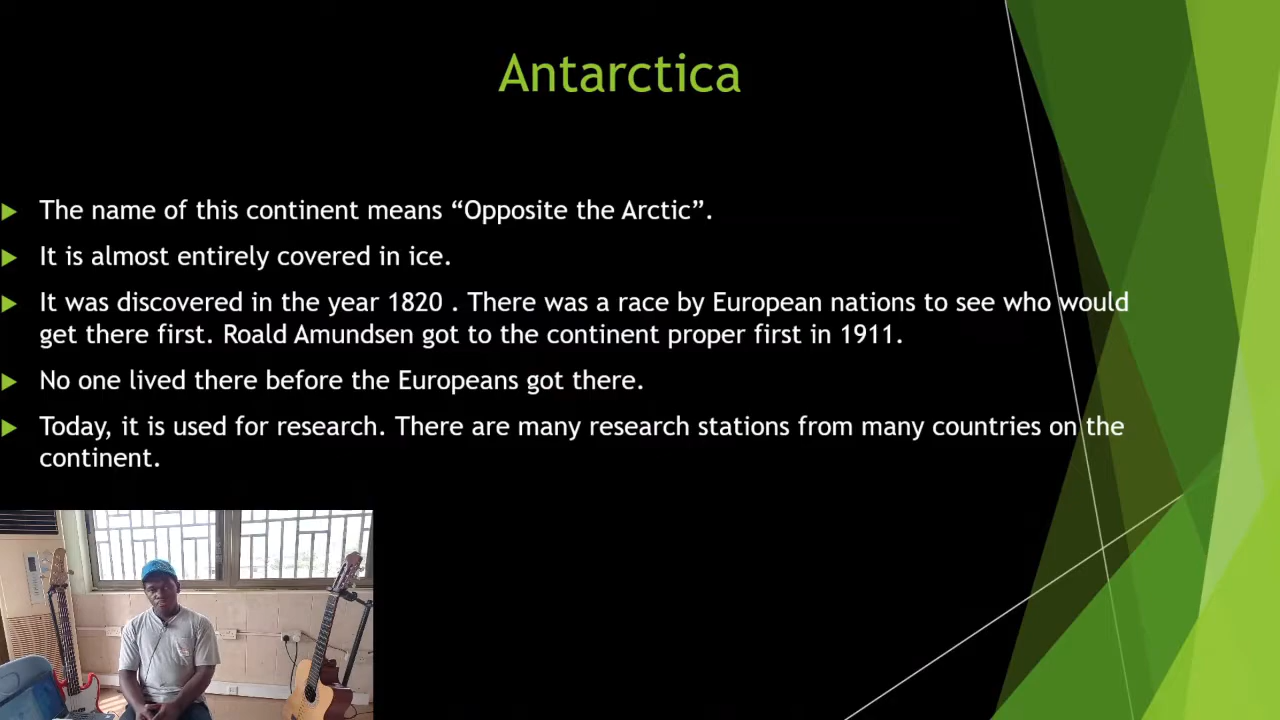 Antarctica
The name of this continent means “Opposite the Arctic”.
It is almost entirely covered in ice.
It was discovered in the year 1820 . There was a race by European nations to see who would
get there first. Roald Amundsen got to the continent proper first in 1911.
No one lived there before the Europeans got there.
Today, it is used for research. There are many research stations from many countries on the
continent.